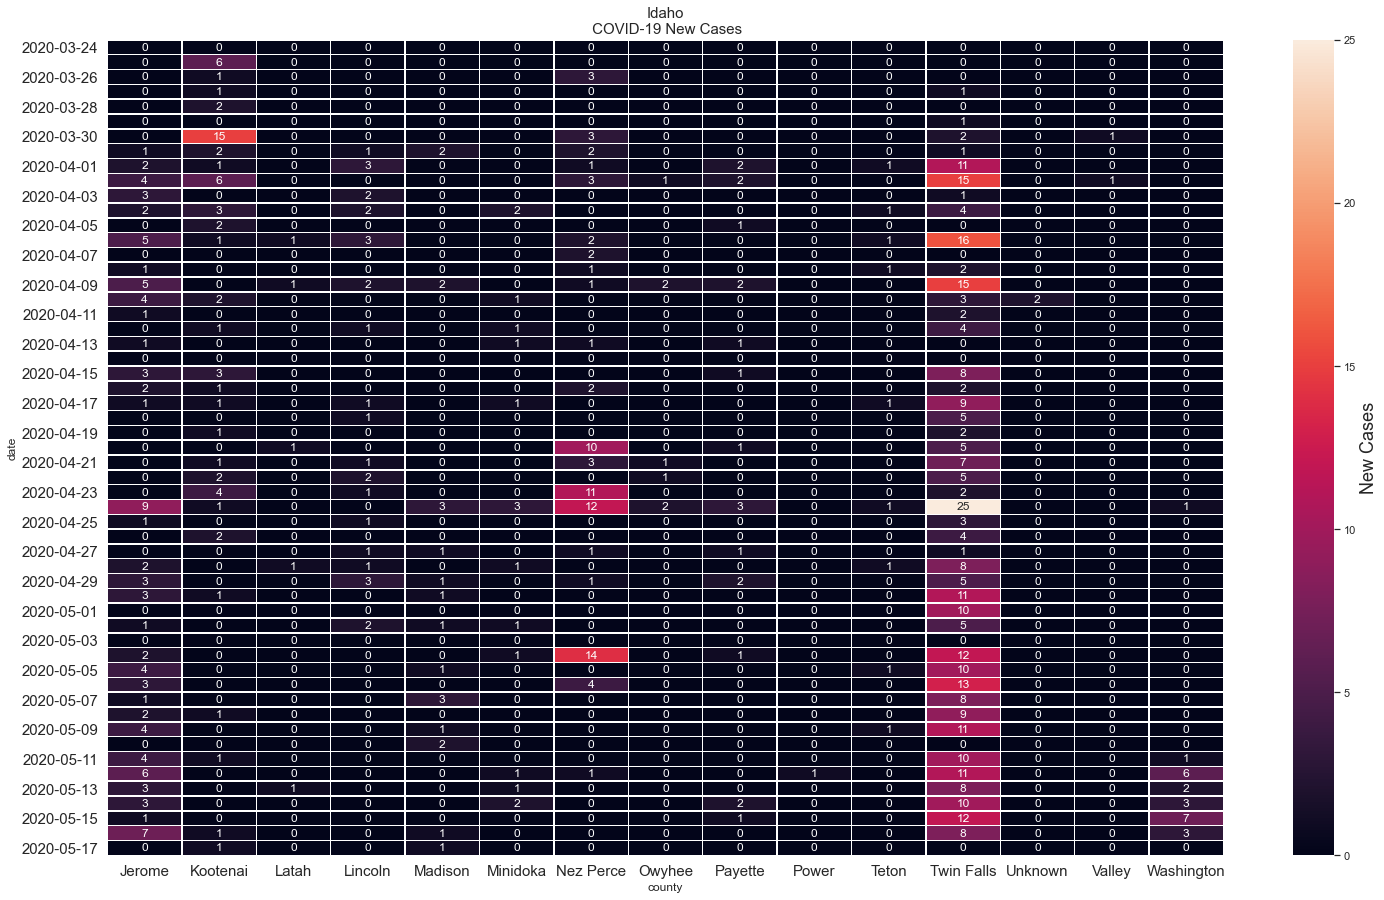 Idaho
COVID-19 New Cases
2020-03-24 0 0 0 0 0 0 0 0 0 0 0 0 0 0 0
0 6 0 0 0 0 0 0 0 0 0 0 0 0 0
2020-03-26 0 1 0 0 0 0 3 0 0 0 0 0 0 0 0
0 1 0 0 0 0 0 0 0 0 0 1 0 0 0
2020-03-28 0 2 0 0 0 0 0 0 0 0 0 0 0 0 0
0 0 0 0 0 0 0 0 0 0 0 1 0 0 0
2020-03-30 0 15 0 0 0 0 3 0 0 0 0 2 0 1 0
1 2 0 1 2 0 2 0 0 0 0 1 0 0 0
2020-04-01 2 1 0 3 0 0 1 0 2 0 1 11 0 0 0
4 6 0 0 0 0 3 1 2 0 0 15 0 1 0
2020-04-03 3 0 0 2 0 0 0 0 0 0 0 1 0 0 0
2 3 0 2 0 2 0 0 0 0 1 4 0 0 0
2020-04-05 0 2 0 0 0 0 0 0 1 0 0 0 0 0 0
5 1 1 3 0 0 2 0 0 0 1 16 0 0 0
2020-04-07 0 0 0 0 0 0 2 0 0 0 0 0 0 0 0
1 0 0 0 0 0 1 0 0 0 1 2 0 0 0
2020-04-09 5 0 1 2 2 0 1 2 2 0 0 15 0 0 0
4 2 0 0 0 1 0 0 0 0 0 3 2 0 0
2020-04-11 1 0 0 0 0 0 0 0 0 0 0 2 0 0 0
0 1 0 1 0 1 0 0 0 0 0 4 0 0 0
2020-04-13 1 0 0 0 0 1 1 0 1 0 0 0 0 0 0
0 0 0 0 0 0 0 0 0 0 0 0 0 0 0
2020-04-15 3 3 0 0 0 0 0 0 1 0 0 8 0 0 0
2 1 0 0 0 0 2 0 0 0 0 2 0 0 0
2020-04-17 1 1 0 1 0 1 0 0 0 0 1 9 0 0 0
0 0 0 1 0 0 0 0 0 0 0 5 0 0 0
2020-04-19 0 1 0 0 0 0 0 0 0 0 0 2 0 0 0
0 0 1 0 0 0 10 0 1 0 0 5 0 0 0
2020-04-21 0 1 0 1 0 0 3 1 0 0 0 7 0 0 0
0 2 0 2 0 0 0 1 0 0 0 5 0 0 0
2020-04-23 0 4 0 1 0 0 11 0 0 0 0 2 0 0 0
9 1 0 0 3 3 12 2 3 0 1 25 0 0 1
2020-04-25 1 0 0 1 0 0 0 0 0 0 0 3 0 0 0
0 2 0 0 0 0 0 0 0 0 0 4 0 0 0
2020-04-27 0 0 0 1 1 0 1 0 1 0 0 1 0 0 0
2 0 1 1 0 1 0 0 0 0 1 8 0 0 0
2020-04-29 3 0 0 3 1 0 1 0 2 0 0 5 0 0 0
3 1 0 0 1 0 0 0 0 0 0 11 0 0 0
2020-05-01 0 0 0 0 0 0 0 0 0 0 0 10 0 0 0
1 0 0 2 1 1 0 0 0 0 0 5 0 0 0
2020-05-03 0 0 0 0 0 0 0 0 0 0 0 0 0 0 0
2 0 0 0 0 1 14 0 1 0 0 12 0 0 0
2020-05-05 4 0 0 0 1 0 0 0 0 0 1 10 0 0 0
3 0 0 0 0 0 4 0 0 0 0 13 0 0 0
2020-05-07 1 0 0 0 3 0 0 0 0 0 0 8 0 0 0
2 1 0 0 0 0 0 0 0 0 0 9 0 0 0
2020-05-09 4 0 0 0 1 0 0 0 0 0 1 11 0 0 0
0 0 0 0 2 0 0 0 0 0 0 0 0 0 0
2020-05-11 4 1 0 0 0 0 0 0 0 0 0 10 0 0 1
6 0 0 0 0 1 1 0 0 1 0 11 0 0 6
2020-05-13 3 0 1 0 0 1 0 0 0 0 0 8 0 0 2
3 0 0 0 0 2 0 0 2 0 0 10 0 0 3
2020-05-15 1 0 0 0 0 0 0 0 1 0 0 12 0 0 7
7 1 0 0 1 0 0 0 0 0 0 8 0 0 3
2020-05-17 0 1 0 0 1 0 0 0 0 0 0 0 0 0 0
Jerome Kootenai Latah Lincoln Madison Minidoka Nez Perce Owyhee Payette Power Teton Twin Falls Unknown Valley Washington
county
date
25
20
15
10
5
0
New Cases